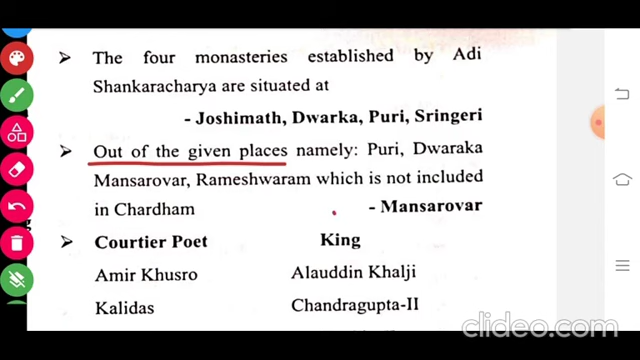 ➢ The four monasteries established by Adi
Shankaracharya are situated at
- Joshimath, Dwarka, Puri, Sringeri
➢ Out of the given places namely: Puri, Dwaraka
Mansarovar, Rameshwaram which is not included
in Chardham - Mansarovar
➢ Courtier Poet King
Amir Khusro Alauddin Khalji
Kalidas Chandragupta-II
clideo.com